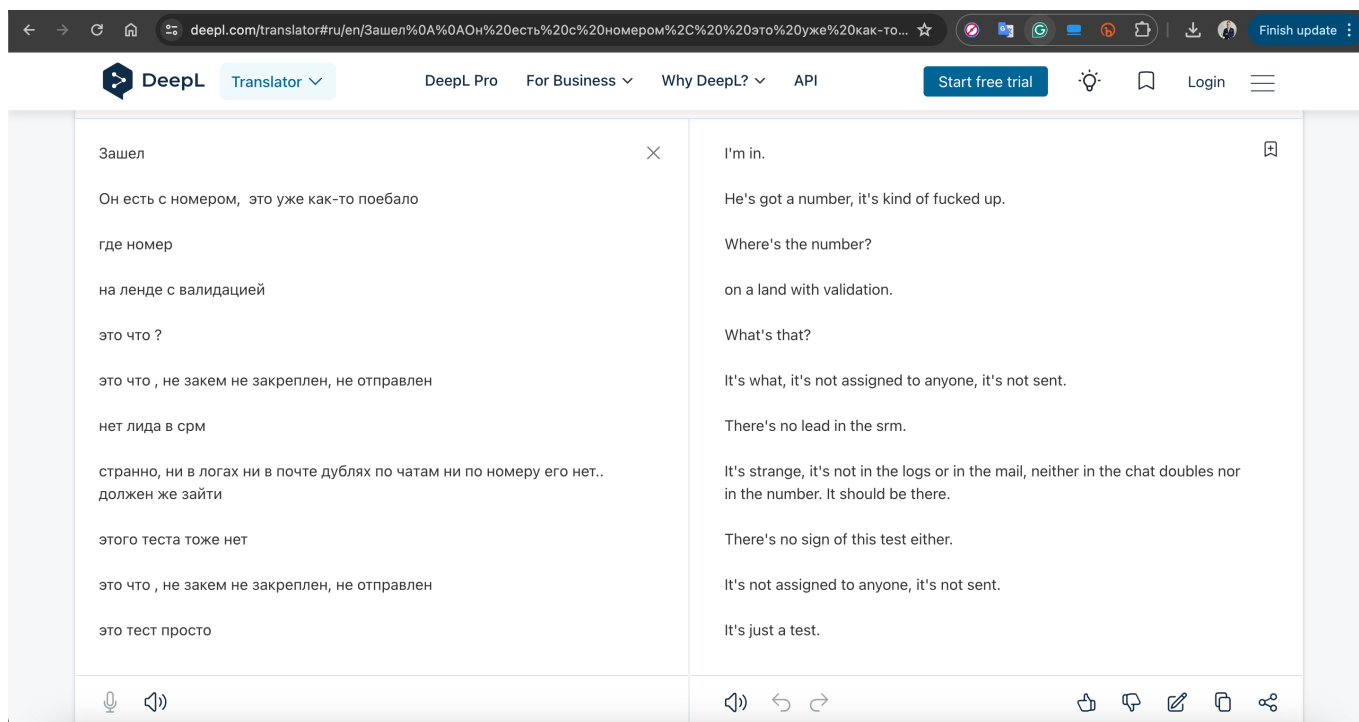 deepl.com/translator#ru/en/Зашел%0A%0AОн%20есть%20с%20номером%2C%20%20это%20уже%20как-то...
Finish update
DeepL
Translator
DeepL Pro
For Business
Why DeepL?
API
Start free trial
Login
Зашел
Он есть с номером,  это уже как-то поебало
где номер
на ленде с валидацией
это что ?
это что , не закем не закреплен, не отправлен
нет лида в срм
странно, ни в логах ни в почте дублях по чатам ни по номеру его нет..
должен же зайти
этого теста тоже нет
это что , не закем не закреплен, не отправлен
это тест просто
I'm in.
He's got a number, it's kind of fucked up.
Where's the number?
on a land with validation.
What's that?
It's what, it's not assigned to anyone, it's not sent.
There's no lead in the srm.
It's strange, it's not in the logs or in the mail, neither in the chat doubles nor
in the number. It should be there.
There's no sign of this test either.
It's not assigned to anyone, it's not sent.
It's just a test.